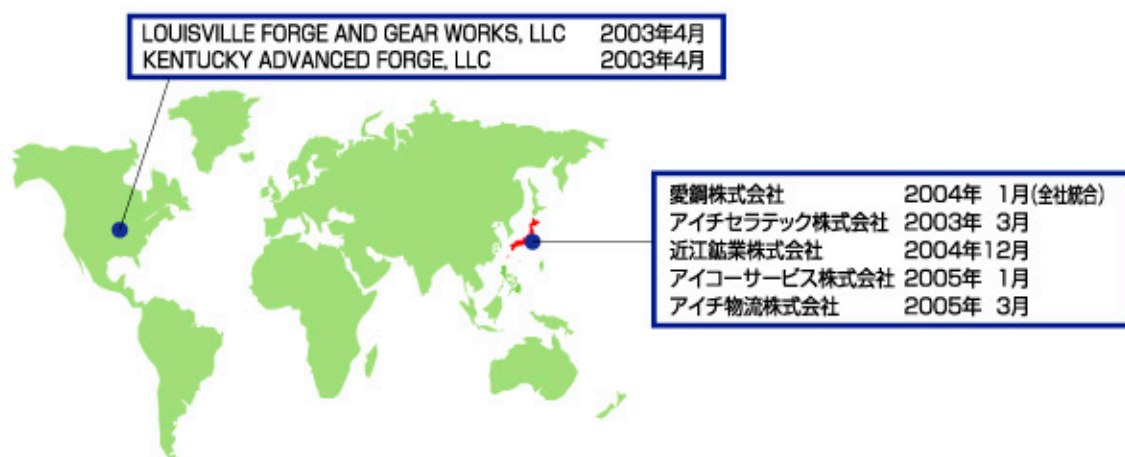 LOUISVILLE FORGE AND GEAR WORKS, LLC 2003年4月
KENTUCKY ADVANCED FORGE, LLC 2003年4月
愛鋼株式会社 2004年 1月(全社統合)
アイチセラテック株式会社 2003年 3月
近江鉱業株式会社 2004年12月
アイコーサービス株式会社 2005年 1月
アイチ物流株式会社 2005年 3月